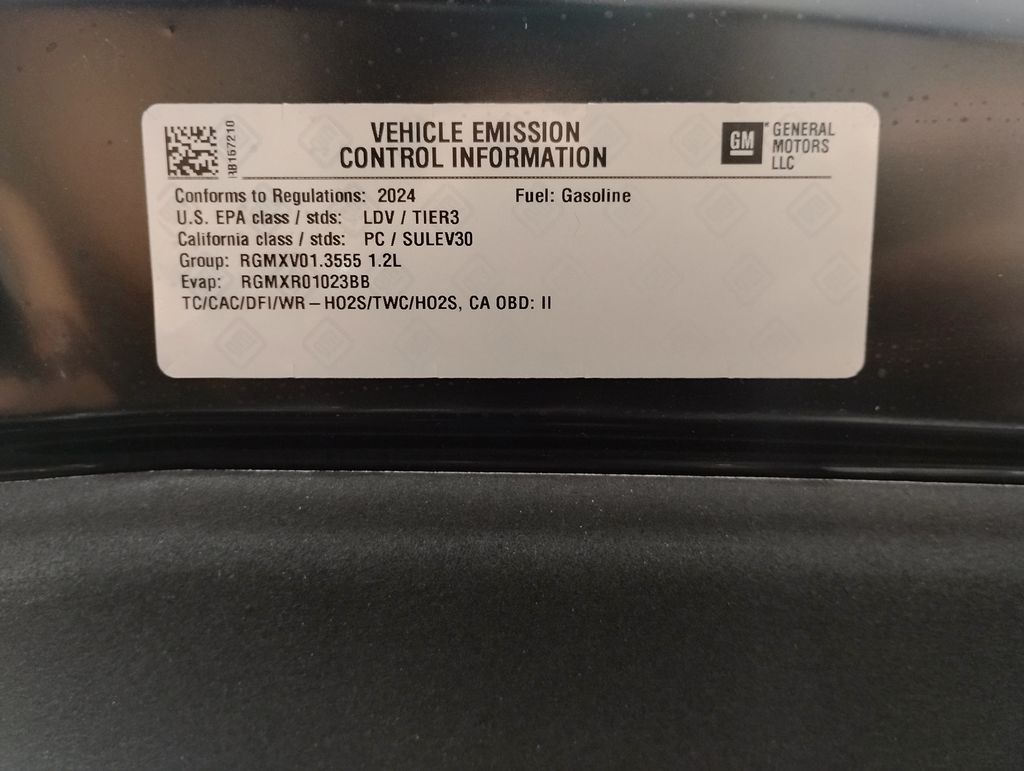 VEHICLE EMISSION
CONTROL INFORMATION
GM GENERAL
MOTORS
LLC
Conforms to Regulations: 2024 Fuel: Gasoline
U.S. EPA class / stds: LDV / TIER3
California class / stds: PC / SULEV30
Group: RGMXV01.3555 1.2L
Evap: RGMXR01023BB
TC/CAC/DFI/WR – HO2S/TWC/HO2S, CA OBD: II